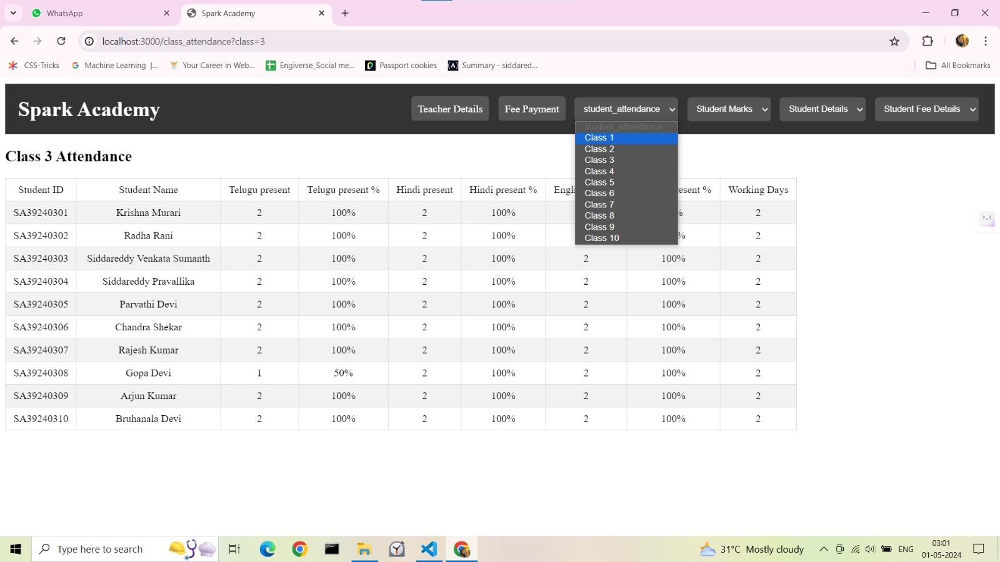 WhatsApp
Spark Academy
localhost:3000/class_attendance?class=3
CSS-Tricks
Machine Learning |...
Your Career in Web...
Engiverse_Social me...
Passport cookies
Summary - siddared...
All Bookmarks
Spark Academy
Teacher Details
Fee Payment
student_attendance
Student Marks
Student Details
Student Fee Details
student_attendance
Class 1
Class 2
Class 3
Class 4
Class 5
Class 6
Class 7
Class 8
Class 9
Class 10
Class 3 Attendance
Student ID Student Name Telugu present Telugu present % Hindi present Hindi present % Engli esent % Working Days
SA39240301 Krishna Murari 2 100% 2 100% % 2
SA39240302 Radha Rani 2 100% 2 100% % 2
SA39240303 Siddareddy Venkata Sumanth 2 100% 2 100% 2 100% 2
SA39240304 Siddareddy Pravallika 2 100% 2 100% 2 100% 2
SA39240305 Parvathi Devi 2 100% 2 100% 2 100% 2
SA39240306 Chandra Shekar 2 100% 2 100% 2 100% 2
SA39240307 Rajesh Kumar 2 100% 2 100% 2 100% 2
SA39240308 Gopa Devi 1 50% 2 100% 2 100% 2
SA39240309 Arjun Kumar 2 100% 2 100% 2 100% 2
SA39240310 Bruhanala Devi 2 100% 2 100% 2 100% 2
Type here to search
31°C Mostly cloudy
ENG
03:01
01-05-2024